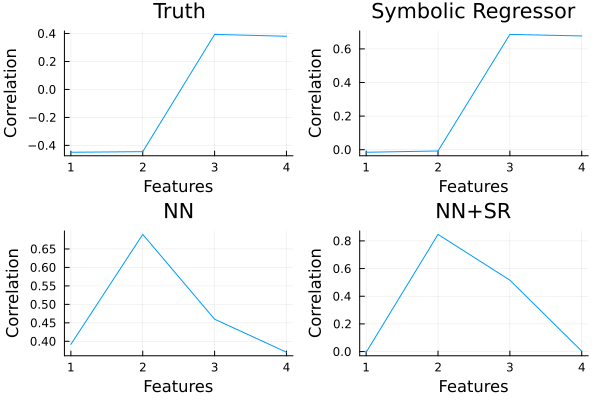 Truth
Correlation
0.4
0.2
0.0
−0.2
−0.4
1 2 3 4
Features
Symbolic Regressor
Correlation
0.6
0.4
0.2
0.0
1 2 3 4
Features
NN
Correlation
0.65
0.60
0.55
0.50
0.45
0.40
1 2 3 4
Features
NN+SR
Correlation
0.8
0.6
0.4
0.2
0.0
1 2 3 4
Features